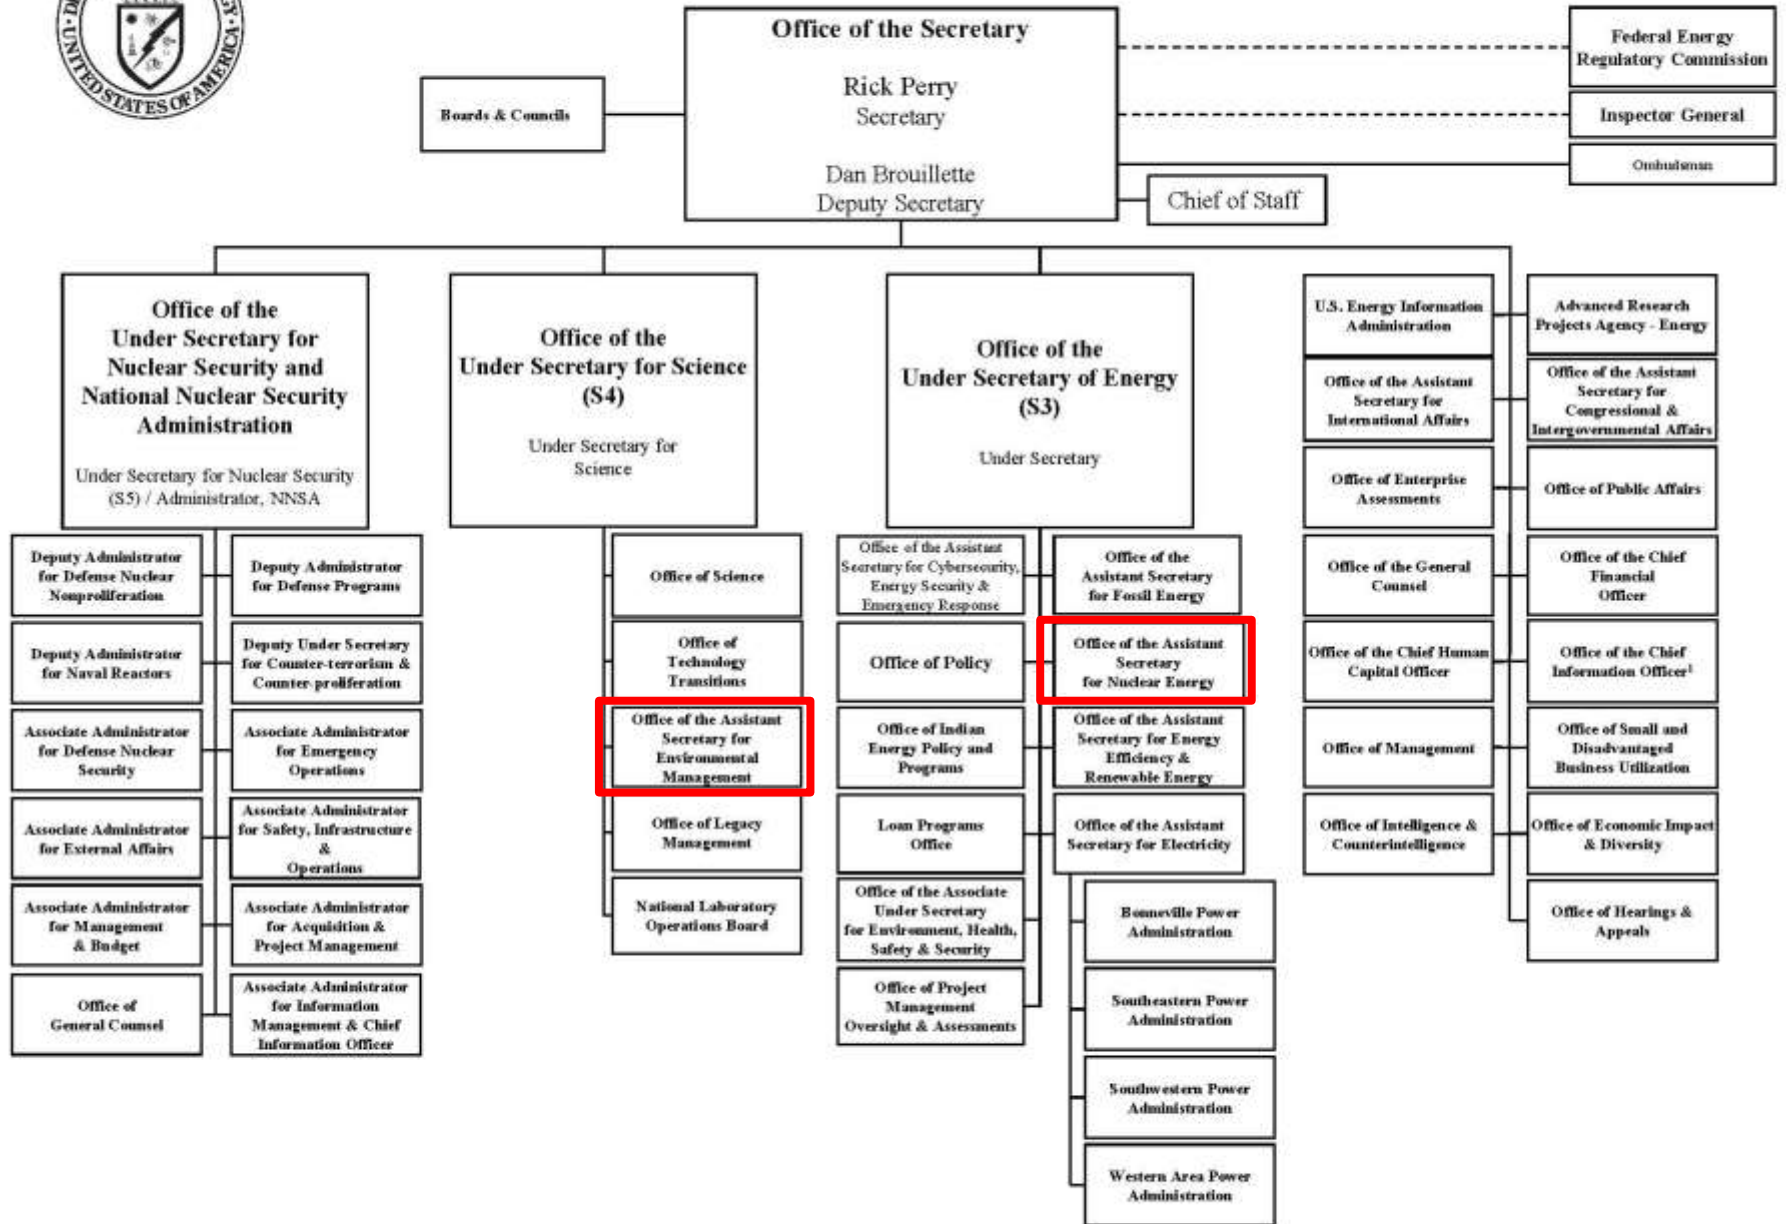 UNITED STATES OF AMERICA
Office of the Secretary
Rick Perry
Secretary
Dan Brouillette
Deputy Secretary
Boards & Councils
Federal Energy
Regulatory Commission
Inspector General
Ombudsman
Chief of Staff
Office of the
Under Secretary for
Nuclear Security and
National Nuclear Security
Administration
Under Secretary for Nuclear Security
(S5) / Administrator, NNSA
Deputy Administrator
for Defense Nuclear
Nonproliferation
Deputy Administrator
for Defense Programs
Deputy Administrator
for Naval Reactors
Deputy Under Secretary
for Counter-terrorism &
Counter-proliferation
Associate Administrator
for Defense Nuclear
Security
Associate Administrator
for Emergency
Operations
Associate Administrator
for External Affairs
Associate Administrator
for Safety, Infrastructure
&
Operations
Associate Administrator
for Management
& Budget
Associate Administrator
for Acquisition &
Project Management
Office of
General Counsel
Associate Administrator
for Information
Management & Chief
Information Officer
Office of the
Under Secretary for Science
(S4)
Under Secretary for
Science
Office of Science
Office of
Technology
Transitions
Office of the Assistant
Secretary for
Environmental
Management
Office of Legacy
Management
National Laboratory
Operations Board
Office of the
Under Secretary of Energy
(S3)
Under Secretary
Office of the Assistant
Secretary for Cybersecurity,
Energy Security &
Emergency Response
Office of the
Assistant Secretary
for Fossil Energy
Office of Policy
Office of the Assistant
Secretary
for Nuclear Energy
Office of Indian
Energy Policy and
Programs
Office of the Assistant
Secretary for Energy
Efficiency &
Renewable Energy
Loan Programs
Office
Office of the Assistant
Secretary for Electricity
Office of the Associate
Under Secretary
for Environment, Health,
Safety & Security
Office of Project
Management
Oversight & Assessments
Bonneville Power
Administration
Southeastern Power
Administration
Southwestern Power
Administration
Western Area Power
Administration
U.S. Energy Information
Administration
Advanced Research
Projects Agency - Energy
Office of the Assistant
Secretary for
International Affairs
Office of the Assistant
Secretary for
Congressional &
Intergovernmental Affairs
Office of Enterprise
Assessments
Office of Public Affairs
Office of the General
Counsel
Office of the Chief
Financial
Officer
Office of the Chief Human
Capital Officer
Office of the Chief
Information Officer¹
Office of Management
Office of Small and
Disadvantaged
Business Utilization
Office of Intelligence &
Counterintelligence
Office of Economic Impact
& Diversity
Office of Hearings &
Appeals